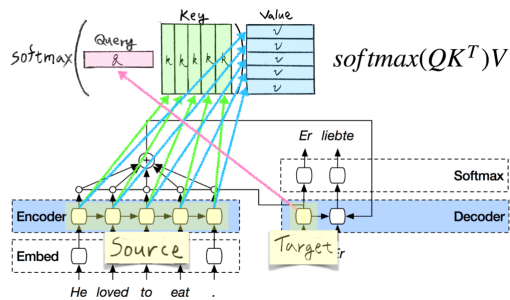 Key
Value
Query
softmax( q k k k k k ) v v v v v
softmax(QK^T)V
Er liebte
Softmax
Encoder
Decoder
Embed
Source
Target
He loved to eat .